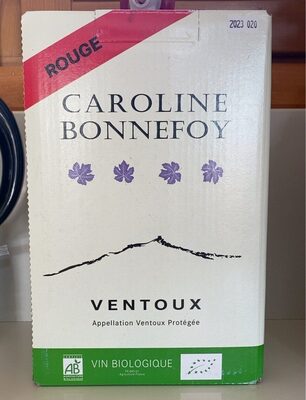 2023 020
ROUGE
CAROLINE
BONNEFOY
VENTOUX
Appellation Ventoux Protégée
AB
VIN BIOLOGIQUE